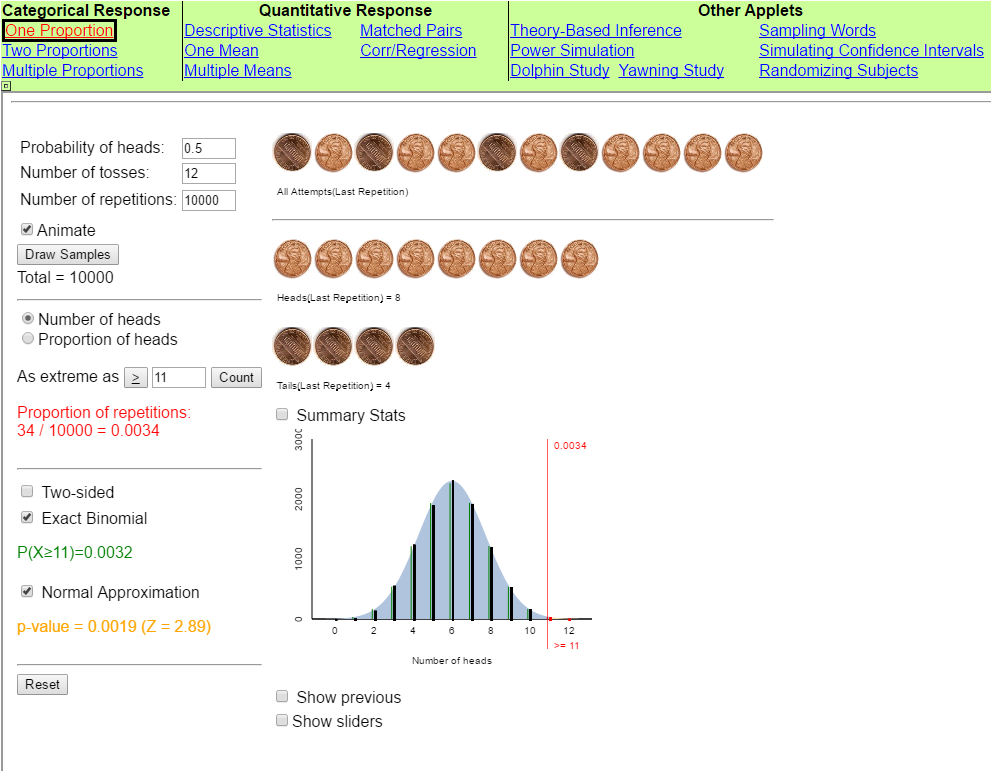 Categorical Response Quantitative Response Other Applets
One Proportion Descriptive Statistics Matched Pairs Theory-Based Inference Sampling Words
Two Proportions One Mean Corr/Regression Power Simulation Simulating Confidence Intervals
Multiple Proportions Multiple Means Dolphin Study Yawning Study Randomizing Subjects
Probability of heads: 0.5
Number of tosses: 12
Number of repetitions: 10000
Animate
Draw Samples
Total = 10000
Number of heads
Proportion of heads
As extreme as ≥ 11 Count
Proportion of repetitions:
34 / 10000 = 0.0034
Two-sided
Exact Binomial
P(X≥11)=0.0032
Normal Approximation
p-value = 0.0019 (Z = 2.89)
Reset
All Attempts(Last Repetition)
Heads(Last Repetition) = 8
Tails(Last Repetition) = 4
Summary Stats
3000
2000
1000
0
0.0034
0 2 4 6 8 10 12
>= 11
Number of heads
Show previous
Show sliders